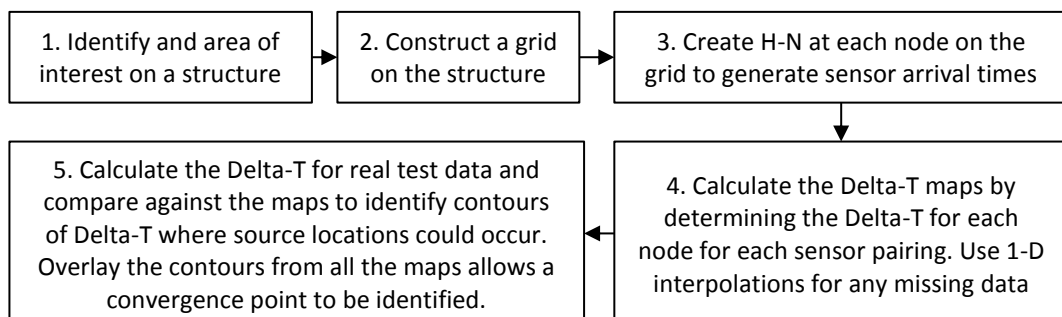 1. Identify and area of
interest on a structure
2. Construct a grid
on the structure
3. Create H-N at each node on the
grid to generate sensor arrival times
4. Calculate the Delta-T maps by
determining the Delta-T for each
node for each sensor pairing. Use 1-D
interpolations for any missing data
5. Calculate the Delta-T for real test data and
compare against the maps to identify contours
of Delta-T where source locations could occur.
Overlay the contours from all the maps allows a
convergence point to be identified.